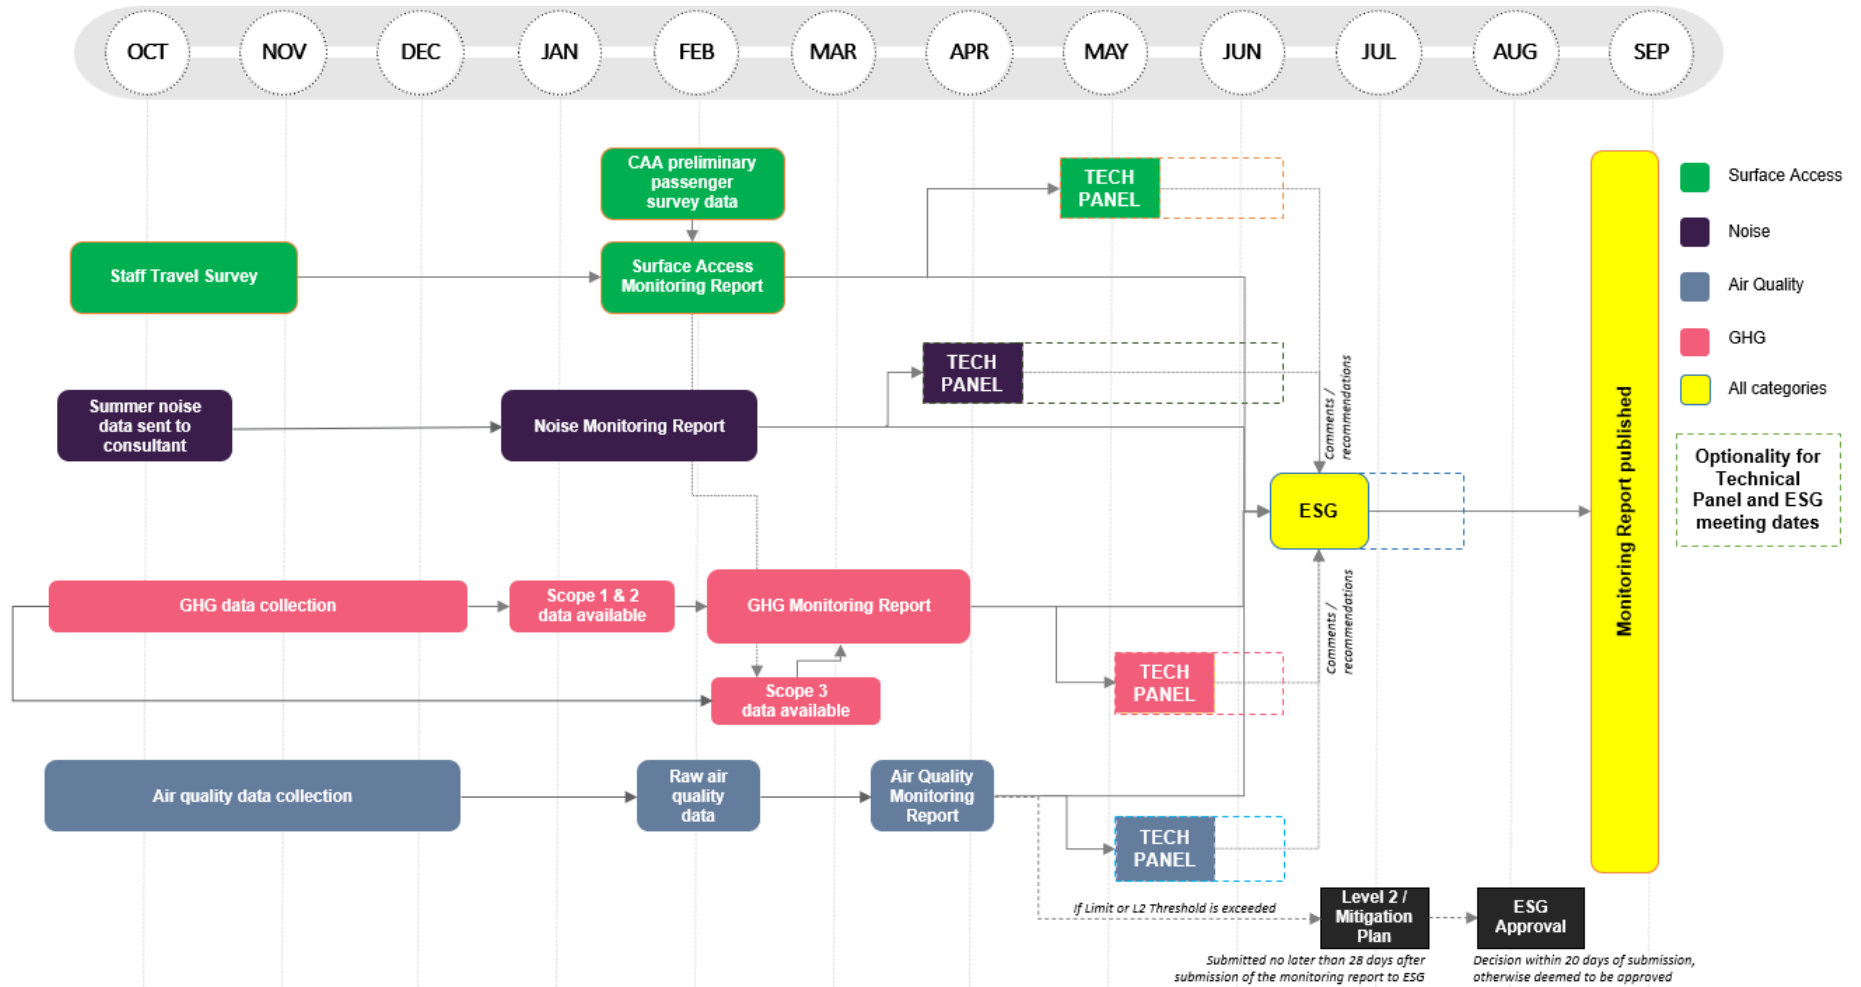 OCT NOV DEC JAN FEB MAR APR MAY JUN JUL AUG SEP
CAA preliminary
passenger
survey data
TECH
PANEL
Surface Access
Noise
Air Quality
GHG
All categories
Optionality for
Technical
Panel and ESG
meeting dates
Staff Travel Survey
Surface Access
Monitoring Report
TECH
PANEL
Summer noise
data sent to
consultant
Noise Monitoring Report
Comments /
recommendations
ESG
Monitoring Report published
GHG data collection
Scope 1 & 2
data available
GHG Monitoring Report
Comments /
recommendations
TECH
PANEL
Scope 3
data available
Air quality data collection
Raw air
quality
data
Air Quality
Monitoring
Report
TECH
PANEL
If Limit or L2 Threshold is exceeded
Level 2 /
Mitigation
Plan
ESG
Approval
Submitted no later than 28 days after
submission of the monitoring report to ESG
Decision within 20 days of submission,
otherwise deemed to be approved